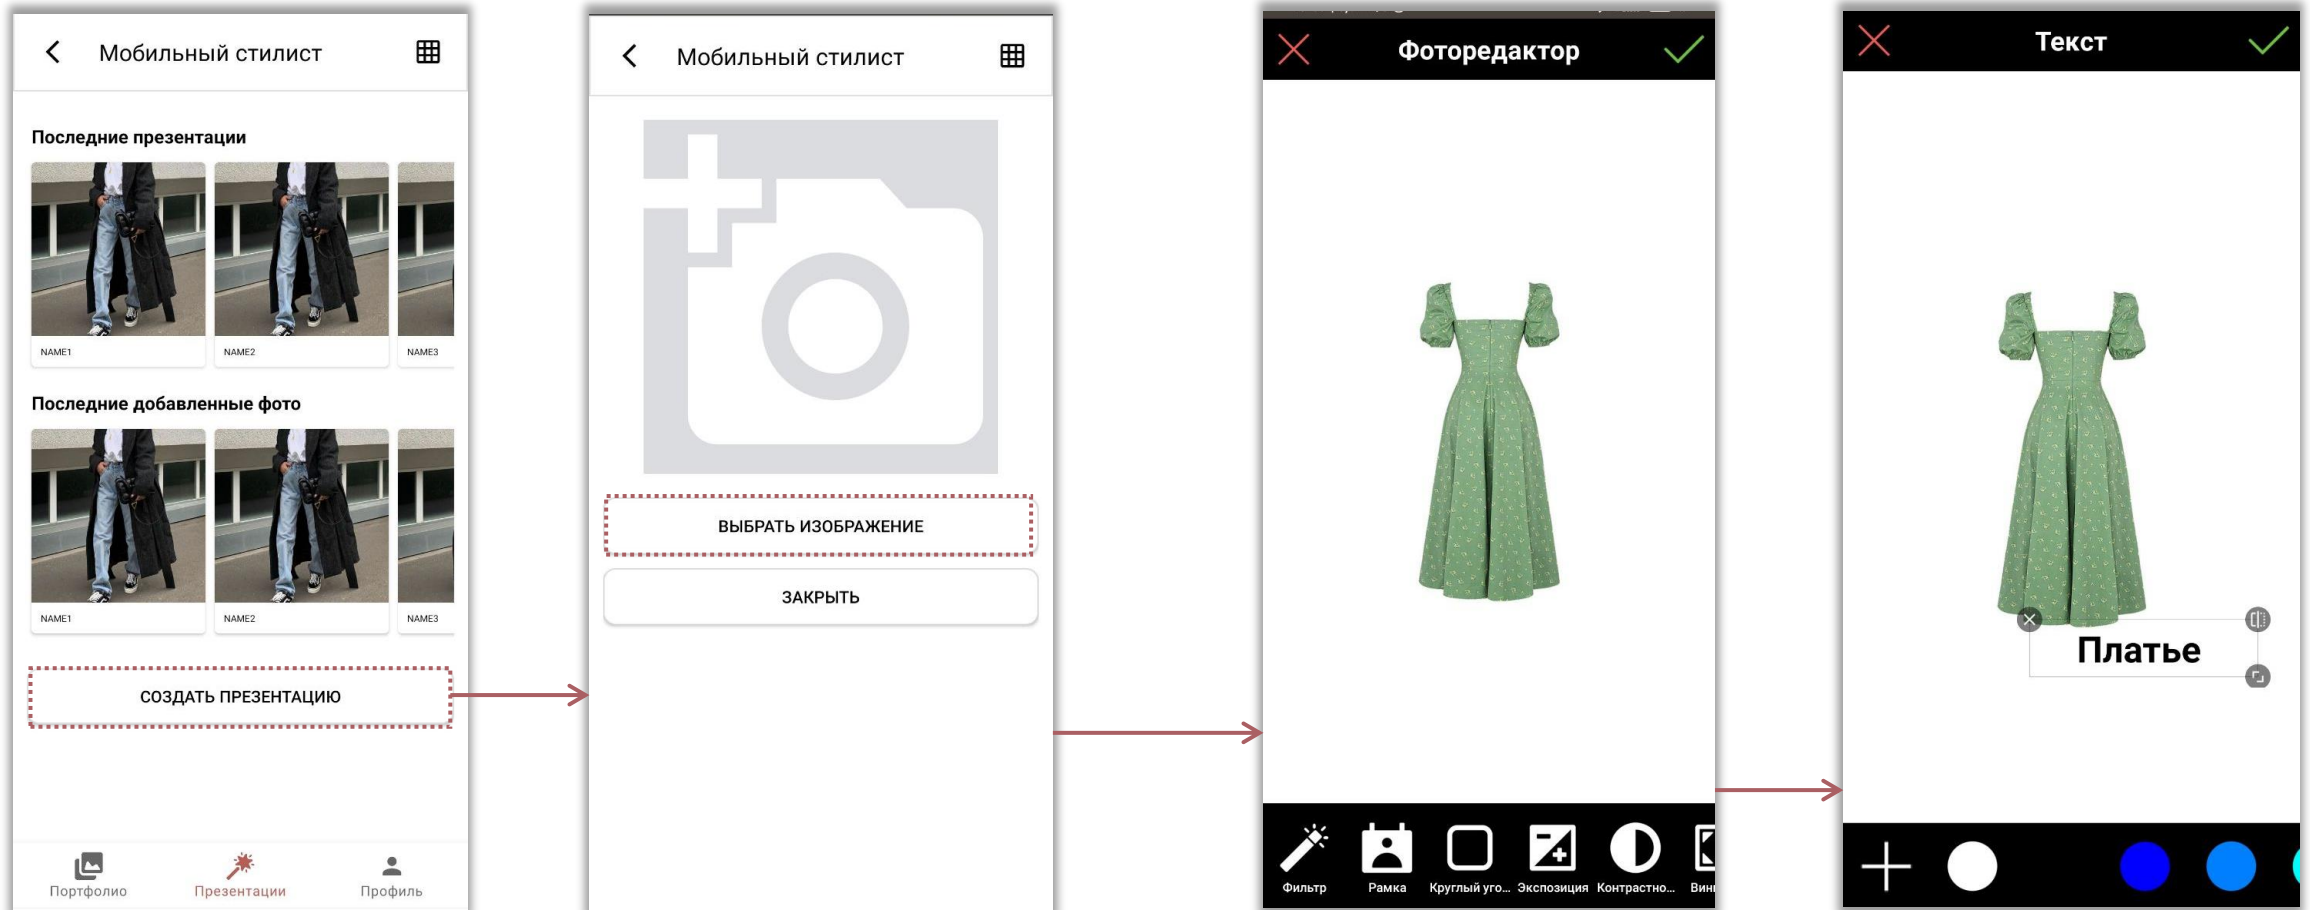 Мобильный стилист
Последние презентации
NAME1
NAME2
NAME3
Последние добавленные фото
NAME1
NAME2
NAME3
СОЗДАТЬ ПРЕЗЕНТАЦИЮ
Портфолио
Презентации
Профиль
Мобильный стилист
ВЫБРАТЬ ИЗОБРАЖЕНИЕ
ЗАКРЫТЬ
Фоторедактор
Фильтр
Рамка
Круглый уго...
Экспозиция
Контрастно...
Вин
Текст
Платье